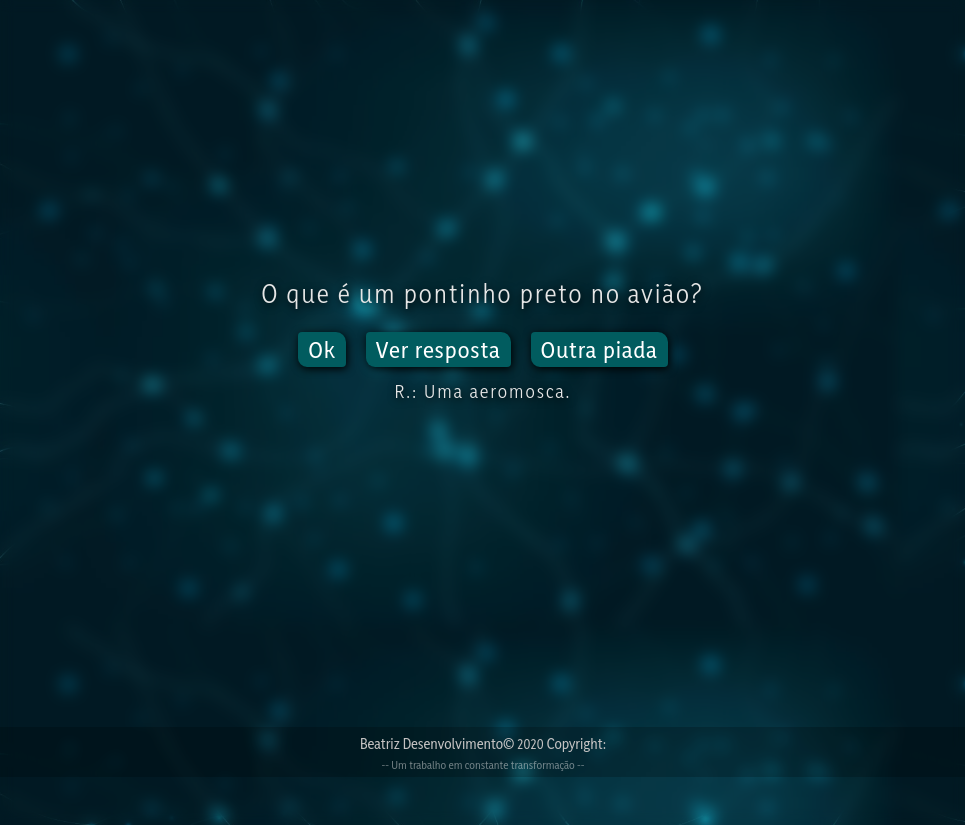 O que é um pontinho preto no avião?
Ok Ver resposta Outra piada
R.: Uma aeromosca.
Beatriz Desenvolvimento© 2020 Copyright:
-- Um trabalho em constante transformação --